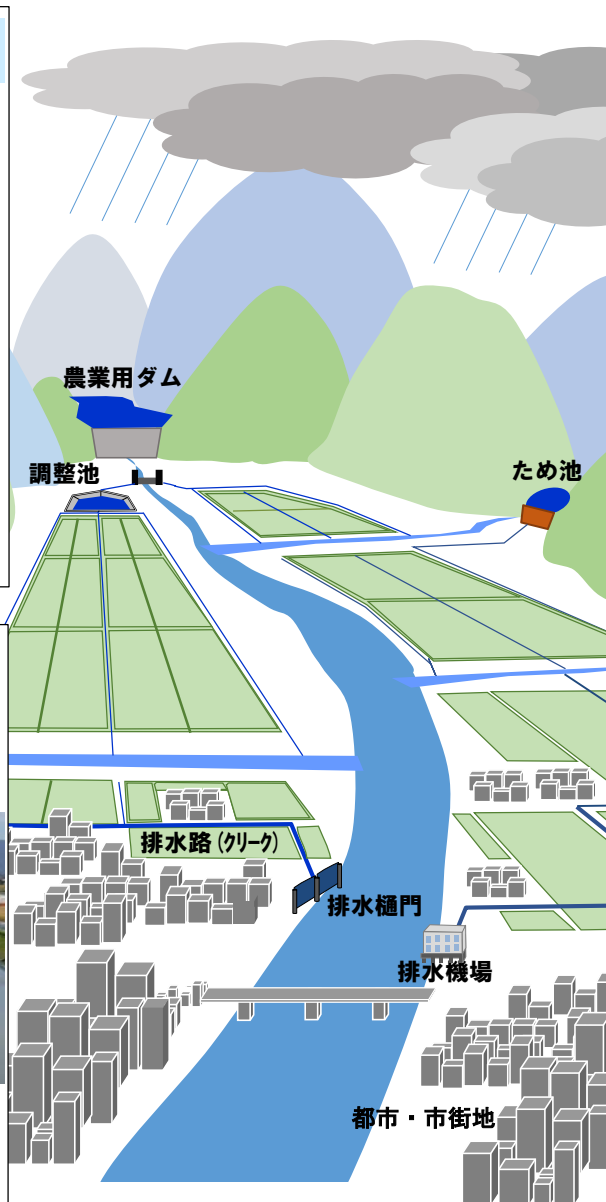 農業用ダム
調整池
ため池
排水路(クリーク)
排水樋門
排水機場
都市・市街地